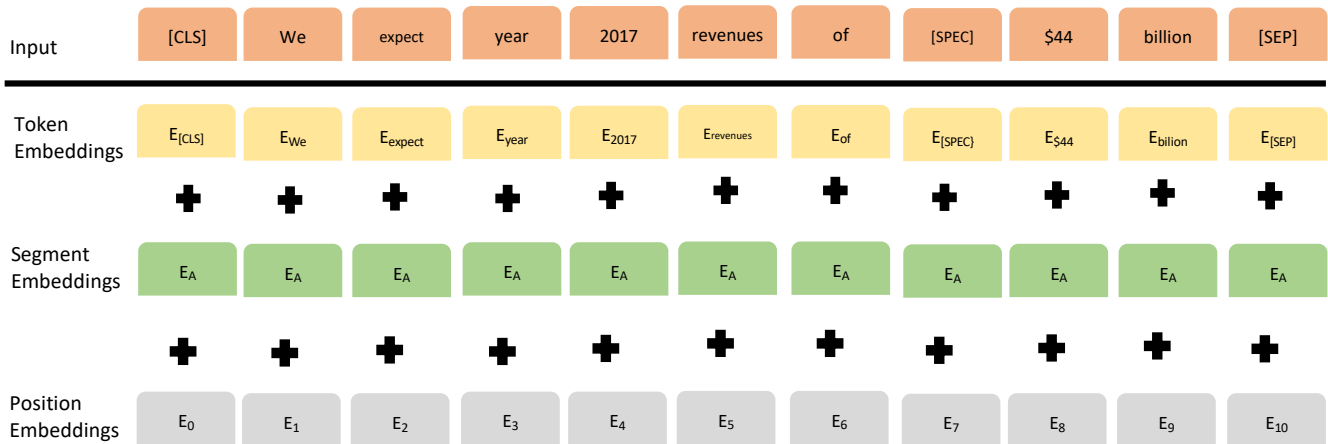 Input [CLS] We expect year 2017 revenues of [SPEC] $44 billion [SEP]
Token
Embeddings
E[CLS] EWe Eexpect Eyear E2017 Erevenues Eof E[SPEC} E$44 Ebilion E[SEP]
Segment
Embeddings
EA EA EA EA EA EA EA EA EA EA EA
Position
Embeddings
E0 E1 E2 E3 E4 E5 E6 E7 E8 E9 E10